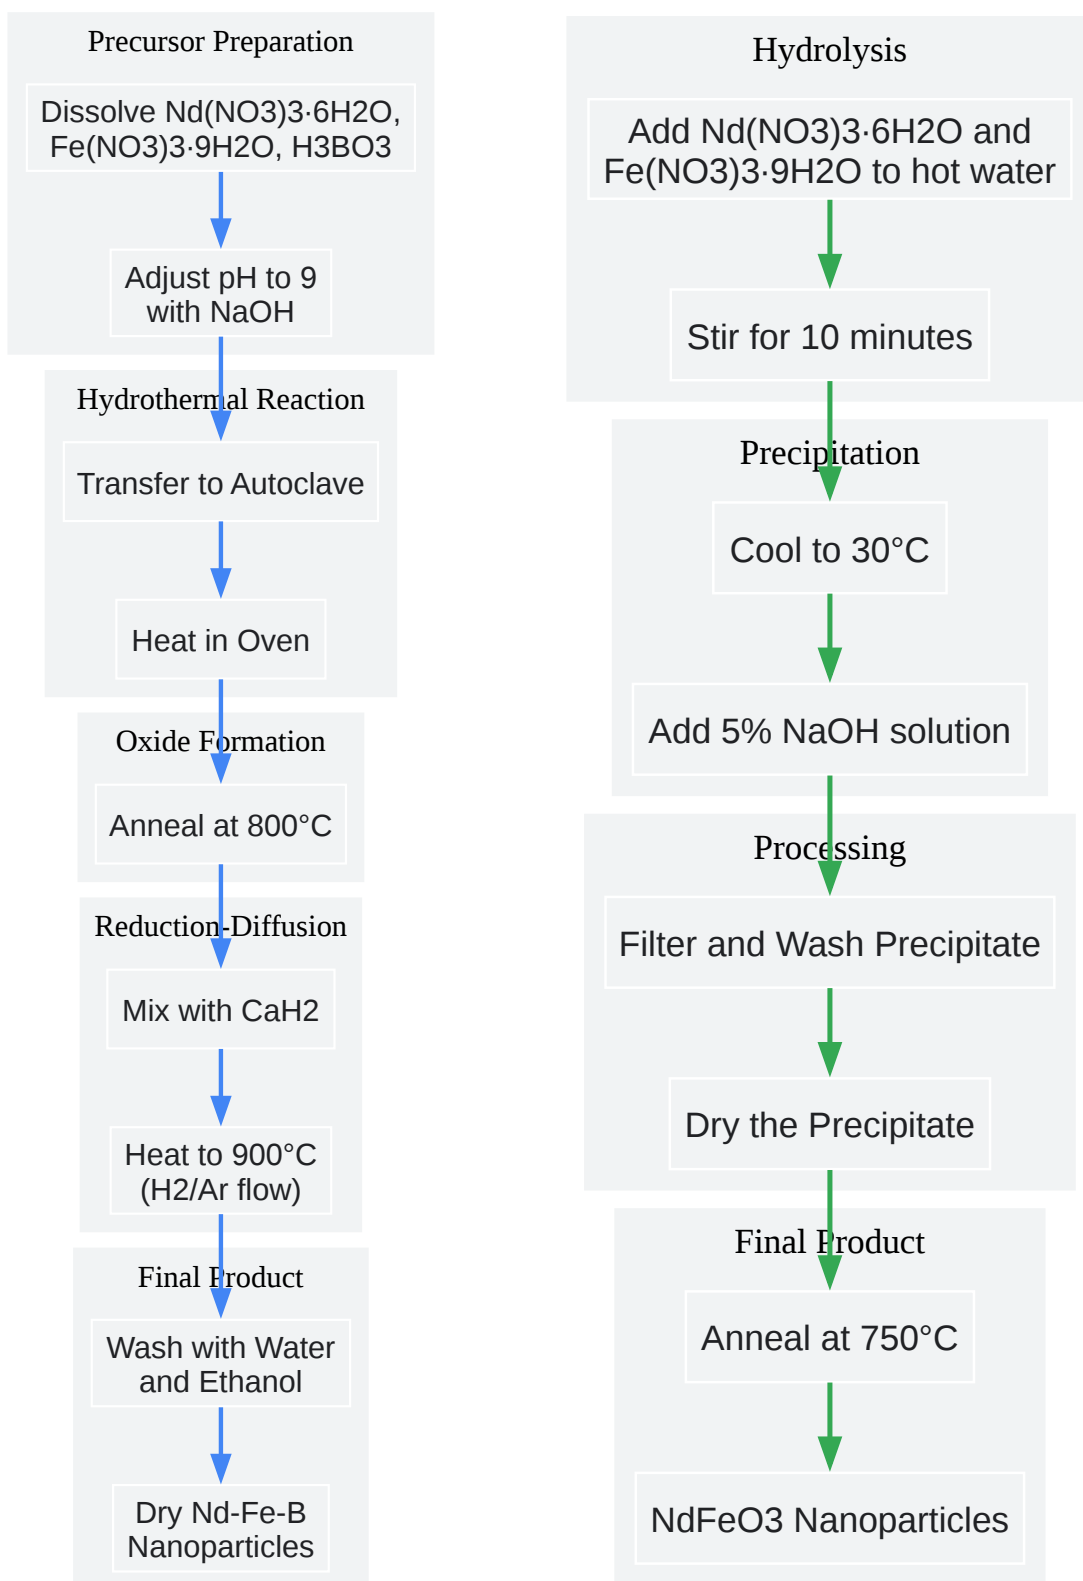 Precursor Preparation
Dissolve Nd(NO3)3·6H2O,
Fe(NO3)3·9H2O, H3BO3
Adjust pH to 9
with NaOH
Hydrothermal Reaction
Transfer to Autoclave
Heat in Oven
Oxide Formation
Anneal at 800°C
Reduction-Diffusion
Mix with CaH2
Heat to 900°C
(H2/Ar flow)
Final Product
Wash with Water
and Ethanol
Dry Nd-Fe-B
Nanoparticles
Hydrolysis
Add Nd(NO3)3·6H2O and
Fe(NO3)3·9H2O to hot water
Stir for 10 minutes
Precipitation
Cool to 30°C
Add 5% NaOH solution
Processing
Filter and Wash Precipitate
Dry the Precipitate
Final Product
Anneal at 750°C
NdFeO3 Nanoparticles